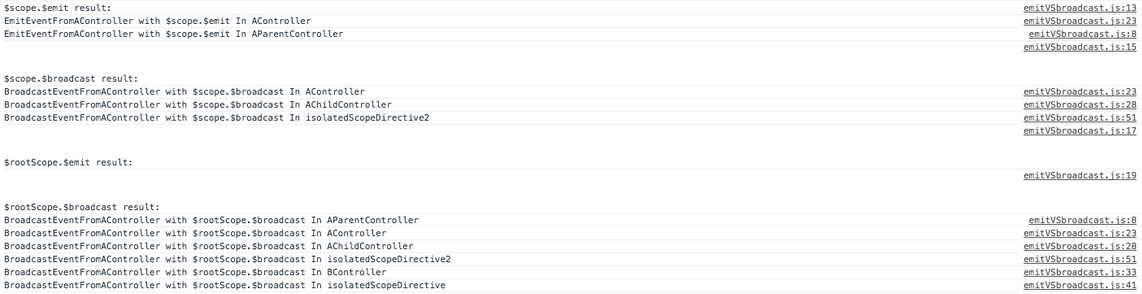 $scope.$emit result: emitVSbroadcast.js:13
EmitEventFromAController with $scope.$emit In AController emitVSbroadcast.js:23
EmitEventFromAController with $scope.$emit In AParentController emitVSbroadcast.js:8
emitVSbroadcast.js:15
$scope.$broadcast result:
BroadcastEventFromAController with $scope.$broadcast In AController emitVSbroadcast.js:23
BroadcastEventFromAController with $scope.$broadcast In AChildController emitVSbroadcast.js:28
BroadcastEventFromAController with $scope.$broadcast In isolatedScopeDirective2 emitVSbroadcast.js:51
emitVSbroadcast.js:17
$rootScope.$emit result:
emitVSbroadcast.js:19
$rootScope.$broadcast result:
BroadcastEventFromAController with $rootScope.$broadcast In AParentController emitVSbroadcast.js:8
BroadcastEventFromAController with $rootScope.$broadcast In AController emitVSbroadcast.js:23
BroadcastEventFromAController with $rootScope.$broadcast In AChildController emitVSbroadcast.js:28
BroadcastEventFromAController with $rootScope.$broadcast In isolatedScopeDirective2 emitVSbroadcast.js:51
BroadcastEventFromAController with $rootScope.$broadcast In BController emitVSbroadcast.js:33
BroadcastEventFromAController with $rootScope.$broadcast In isolatedScopeDirective emitVSbroadcast.js:41